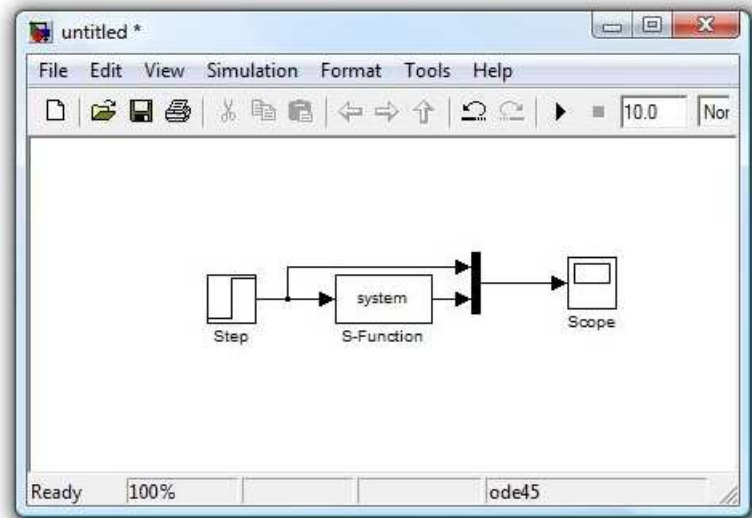 untitled *
File Edit View Simulation Format Tools Help
10.0 Nor
system
Step
S-Function
Scope
Ready 100% ode45